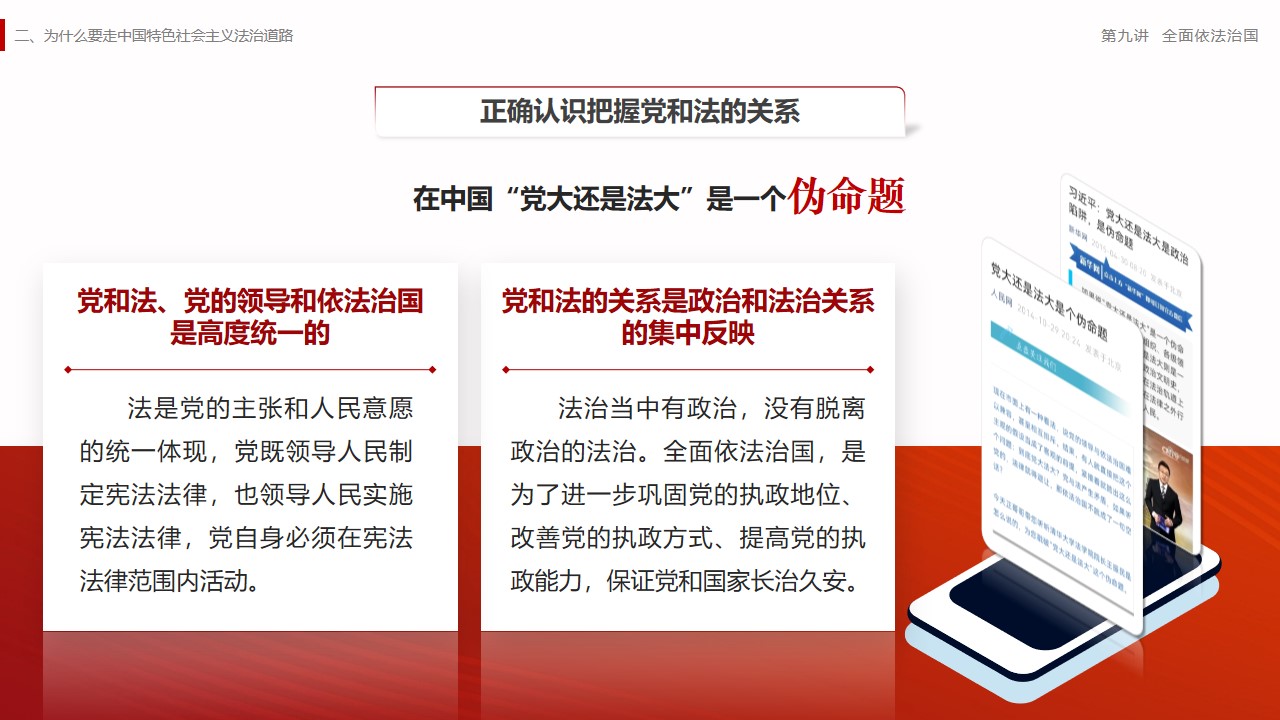 二、为什么要走中国特色社会主义法治道路
第九讲 全面依法治国
正确认识把握党和法的关系
在中国“党大还是法大”是一个伪命题
党和法、党的领导和依法治国
是高度统一的
法是党的主张和人民意愿
的统一体现，党既领导人民制
定宪法法律，也领导人民实施
宪法法律，党自身必须在宪法
法律范围内活动。
党和法的关系是政治和法治关系
的集中反映
法治当中有政治，没有脱离
政治的法治。全面依法治国，是
为了进一步巩固党的执政地位、
改善党的执政方式、提高党的执
政能力，保证党和国家长治久安。
习近平：党大还是法大是政治
陷阱，是伪命题
新华网
党大还是法大是个伪命题
人民网 2014-10-29 20:24 发表于北京